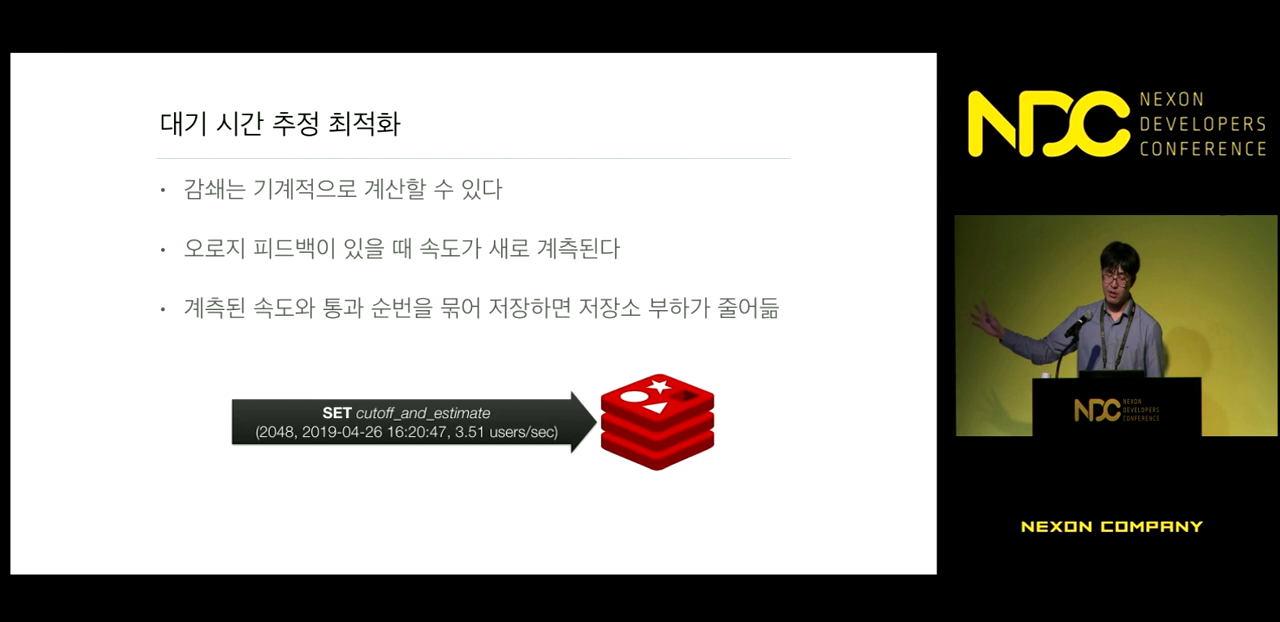 대기 시간 추정 최적화
• 감쇄는 기계적으로 계산할 수 있다
• 오로지 피드백이 있을 때 속도가 새로 계측된다
• 계측된 속도와 통과 순번을 묶어 저장하면 저장소 부하가 줄어듦
SET cutoff_and_estimate
(2048, 2019-04-26 16:20:47, 3.51 users/sec)
NDC
NEXON
DEVELOPERS
CONFERENCE
NDC
NEXON
DEVELOPERS
CONFERENCE
NEXON COMPANY